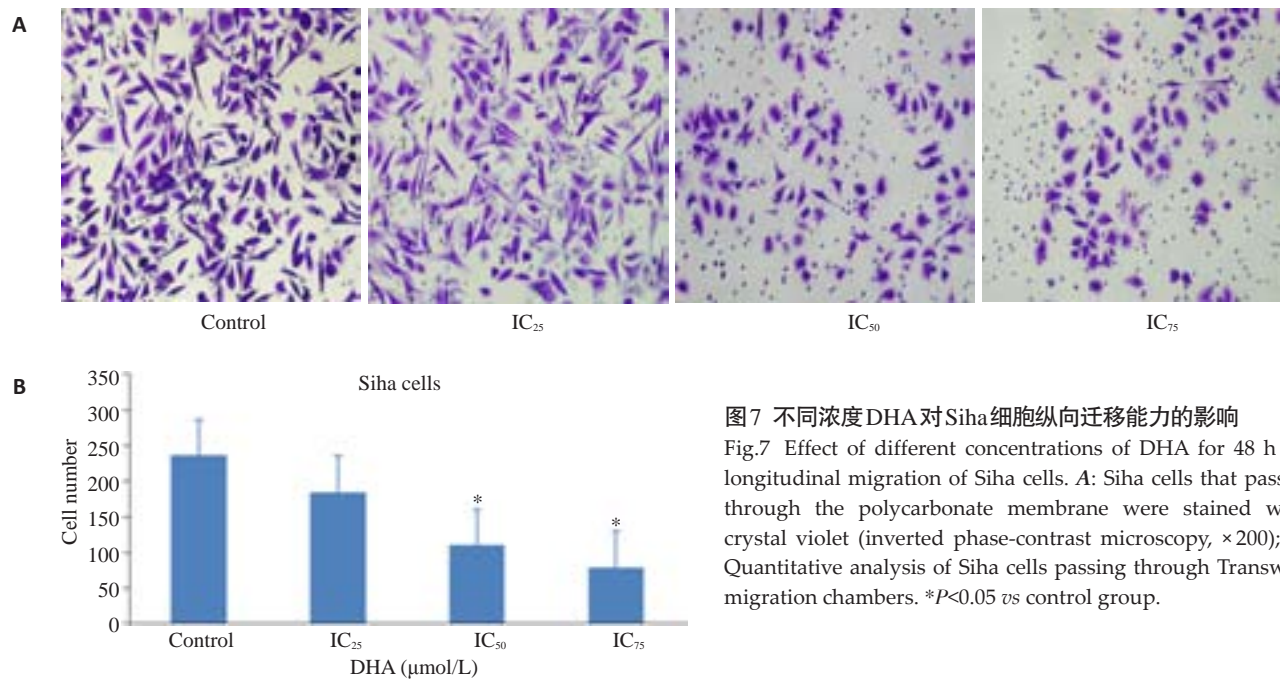 A
Control
IC₂₅
IC₅₀
IC₇₅
B
Siha cells
350
300
250
200
150
100
50
0
Cell number
*
*
Control
IC₂₅
IC₅₀
IC₇₅
DHA (μmol/L)
图7 不同浓度DHA对Siha细胞纵向迁移能力的影响
Fig.7 Effect of different concentrations of DHA for 48 h
longitudinal migration of Siha cells. A: Siha cells that
through the polycarbonate membrane were stained
crystal violet (inverted phase-contrast microscopy, ×200);
Quantitative analysis of Siha cells passing through
migration chambers. *P<0.05 vs control group.